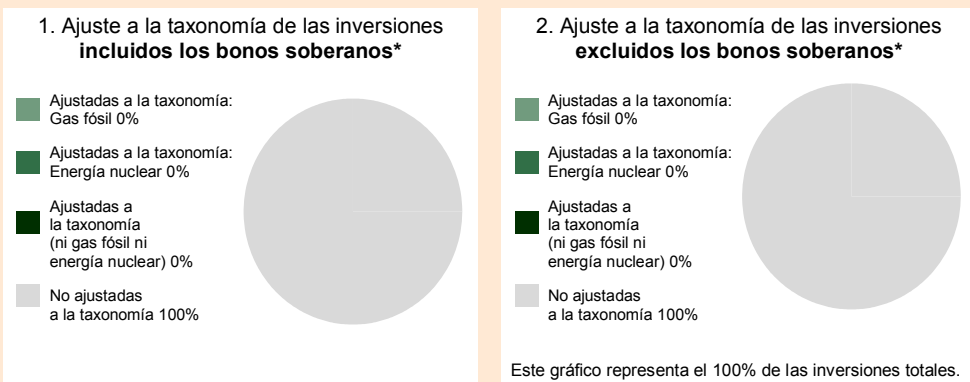 1. Ajuste a la taxonomía de las inversiones
incluidos los bonos soberanos*
Ajustadas a la taxonomía:
Gas fósil 0%
Ajustadas a la taxonomía:
Energía nuclear 0%
Ajustadas a
la taxonomía
(ni gas fósil ni
energía nuclear) 0%
No ajustadas
a la taxonomía 100%
2. Ajuste a la taxonomía de las inversiones
excluidos los bonos soberanos*
Ajustadas a la taxonomía:
Gas fósil 0%
Ajustadas a la taxonomía:
Energía nuclear 0%
Ajustadas a
la taxonomía
(ni gas fósil ni
energía nuclear) 0%
No ajustadas
a la taxonomía 100%
Este gráfico representa el 100% de las inversiones totales.